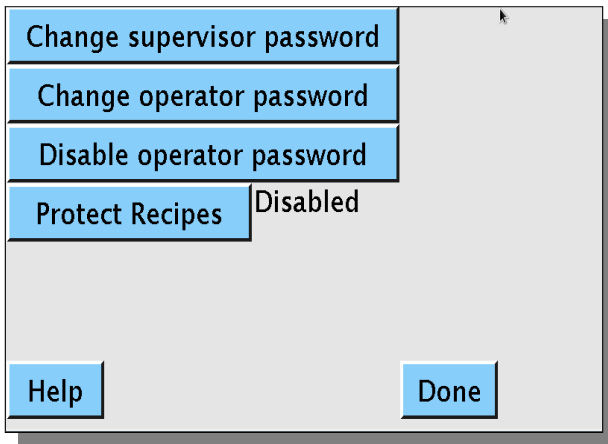 Change supervisor password
Change operator password
Disable operator password
Protect Recipes Disabled
Help Done